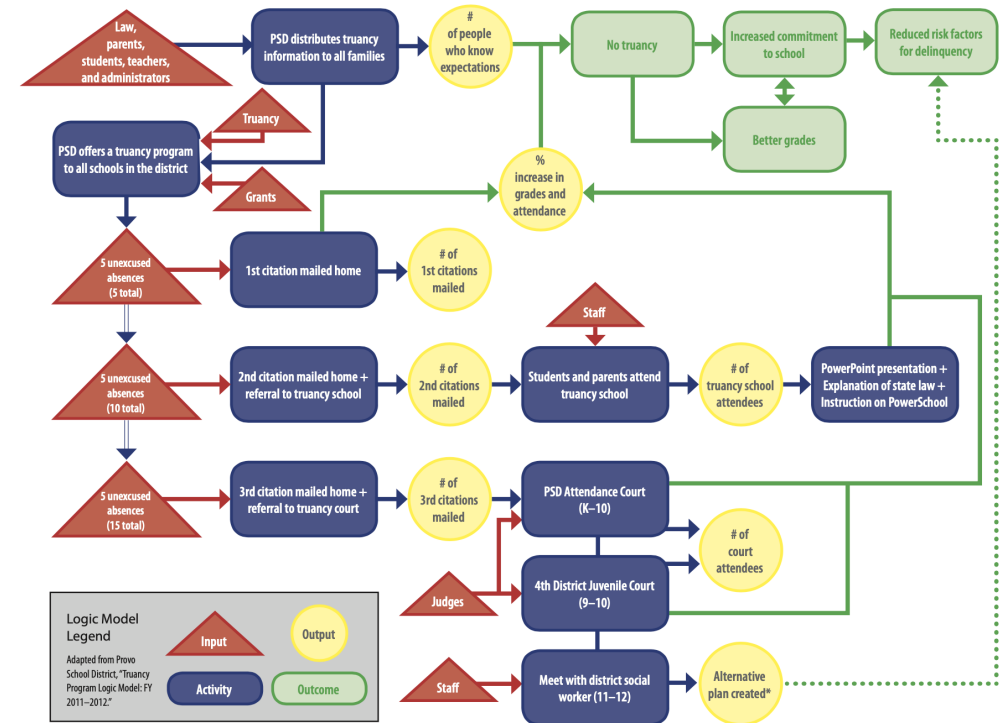 Law,
parents,
students, teachers,
and administrators
PSD distributes truancy
information to all families
#
of people
who know
expectations
No truancy
Increased commitment
to school
Reduced risk factors
for delinquency
Better grades
Truancy
PSD offers a truancy program
to all schools in the district
Grants
%
increase in
grades and
attendance
5 unexcused
absences
(5 total)
1st citation mailed home
# of
1st citations
mailed
Staff
5 unexcused
absences
(10 total)
2nd citation mailed home +
referral to truancy school
# of
2nd citations
mailed
Students and parents attend
truancy school
# of
truancy school
attendees
PowerPoint presentation +
Explanation of state law +
Instruction on PowerSchool
5 unexcused
absences
(15 total)
3rd citation mailed home +
referral to truancy court
# of
3rd citations
mailed
PSD Attendance Court
(K–10)
# of
court
attendees
Judges
4th District Juvenile Court
(9–10)
Staff
Meet with district social
worker (11–12)
Alternative
plan created*
Logic Model
Legend
Adapted from Provo
School District, "Truancy
Program Logic Model: FY
2011–2012."
Input
Output
Activity
Outcome